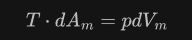 T · dA_m = pdV_m